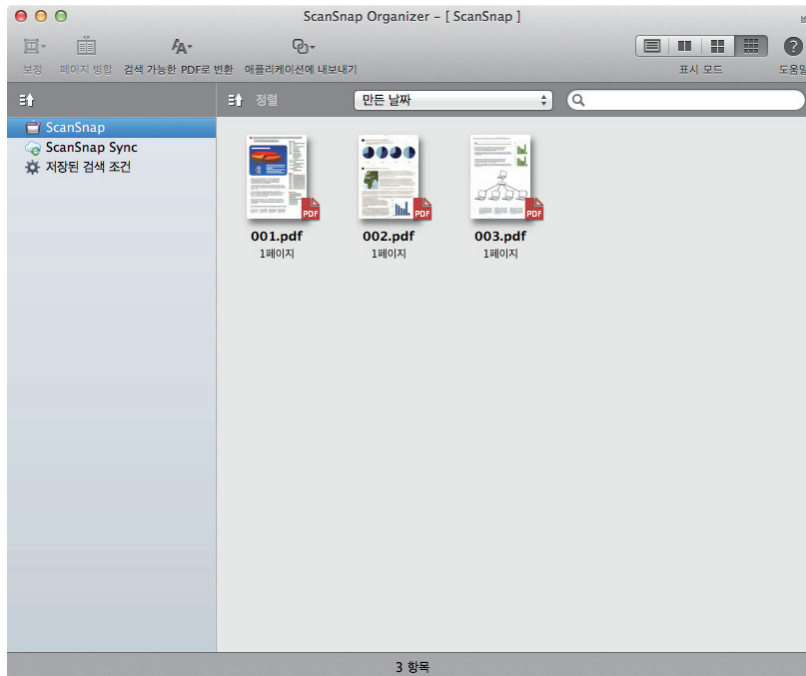 ScanSnap Organizer – [ ScanSnap ]
보정 페이지 병합 검색 가능한 PDF로 변환 애플리케이션에 내보내기 표시 모드 도움말
정렬 만든 날짜
ScanSnap
ScanSnap Sync
저장된 검색 조건
PDF PDF PDF
001.pdf 002.pdf 003.pdf
1페이지 1페이지 1페이지
3 항목